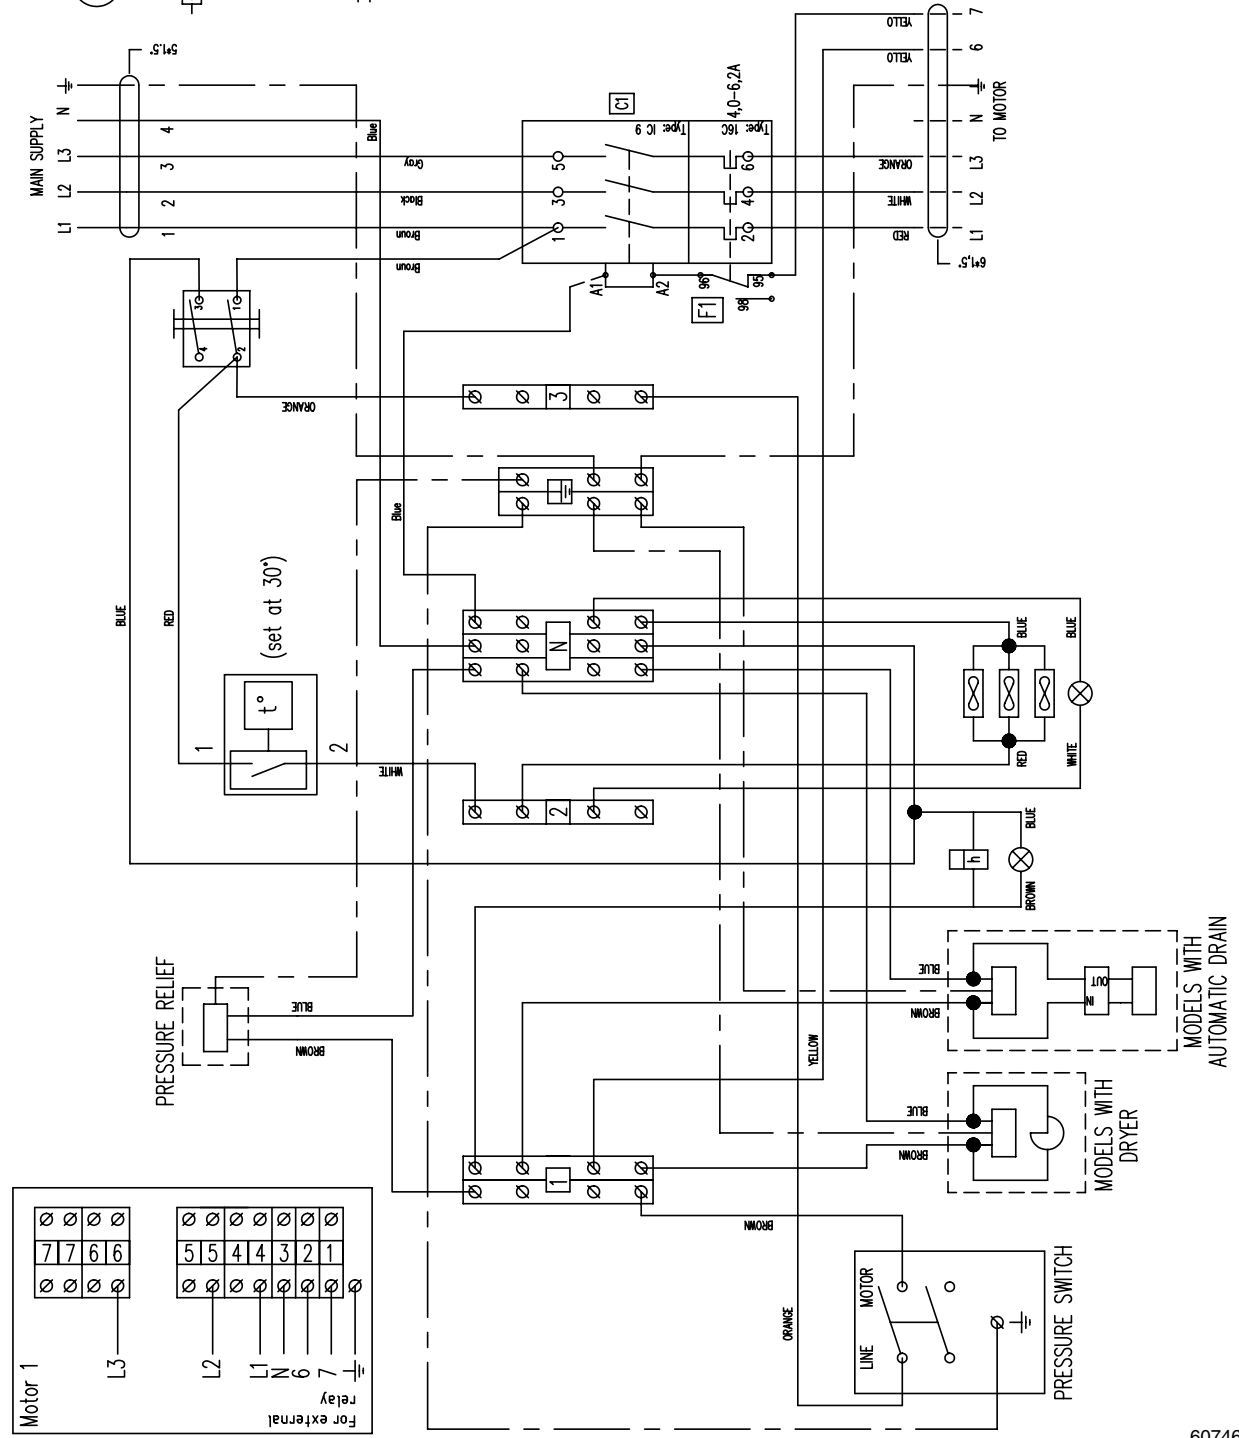 5*1.5"
MAIN SUPPLY
N
L3
L2
L1
4
3
2
1
Blue
Gray
Black
Broun
Broun
C1
Type: IC 9
Type: 16C
4,0-6,2A
5
3
1
6
4
2
A1
A2
96
95
98
F1
YELLO
YELLO
ORANGE
WHITE
RED
7
6
N
L3
L2
L1
TO MOTOR
6*1,5"
3
1
4
2
ORANGE
3
Blue
BLUE
RED
(set at 30°)
t°
1
2
WHITE
N
2
BLUE
BLUE
RED
WHITE
BLUE
h
BROWN
PRESSURE RELIEF
BLUE
BROWN
YELLOW
BLUE
BROWN
OUT
IN
MODELS WITH
AUTOMATIC DRAIN
BLUE
BROWN
MODELS WITH
DRYER
1
BROWN
ORANGE
MOTOR
LINE
PRESSURE SWITCH
Motor 1
7 7 6 6
5 5 4 4 3 2 1
L3
L2
L1
N
6
7
For external
relay
60746